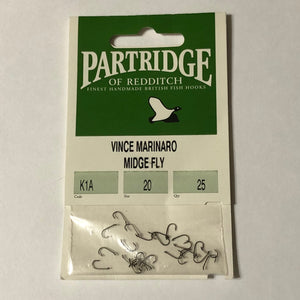 PARTRIDGE
OF REDDITCH
FINEST HANDMADE BRITISH FISH HOOKS
VINCE MARINARO
MIDGE FLY
K1A 20 25
Code Size Qty